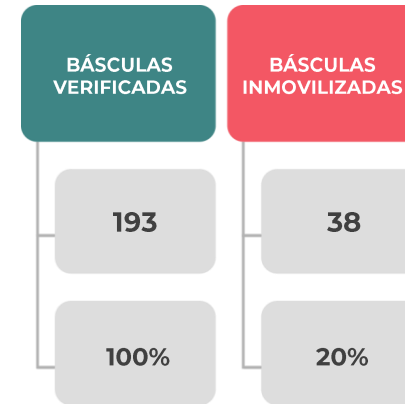 BÁSCULAS
VERIFICADAS
193
100%
BÁSCULAS
INMOVILIZADAS
38
20%